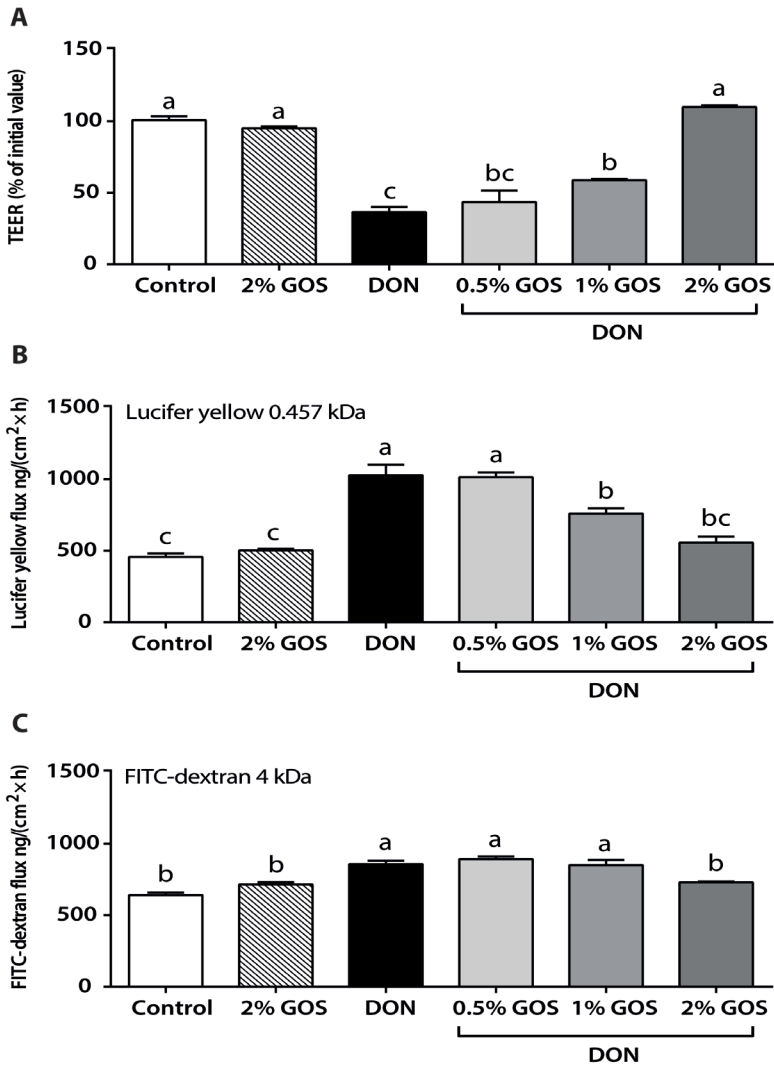 A
TEER (% of initial value)
150
100
50
0
a
a
c
bc
b
a
Control
2% GOS
DON
0.5% GOS
1% GOS
2% GOS
DON
B
Lucifer yellow flux ng/(cm²×h)
1500
1000
500
0
Lucifer yellow 0.457 kDa
c
c
a
a
b
bc
Control
2% GOS
DON
0.5% GOS
1% GOS
2% GOS
DON
C
FITC-dextran flux ng/(cm²×h)
1500
1000
500
0
FITC-dextran 4 kDa
b
b
a
a
a
b
Control
2% GOS
DON
0.5% GOS
1% GOS
2% GOS
DON